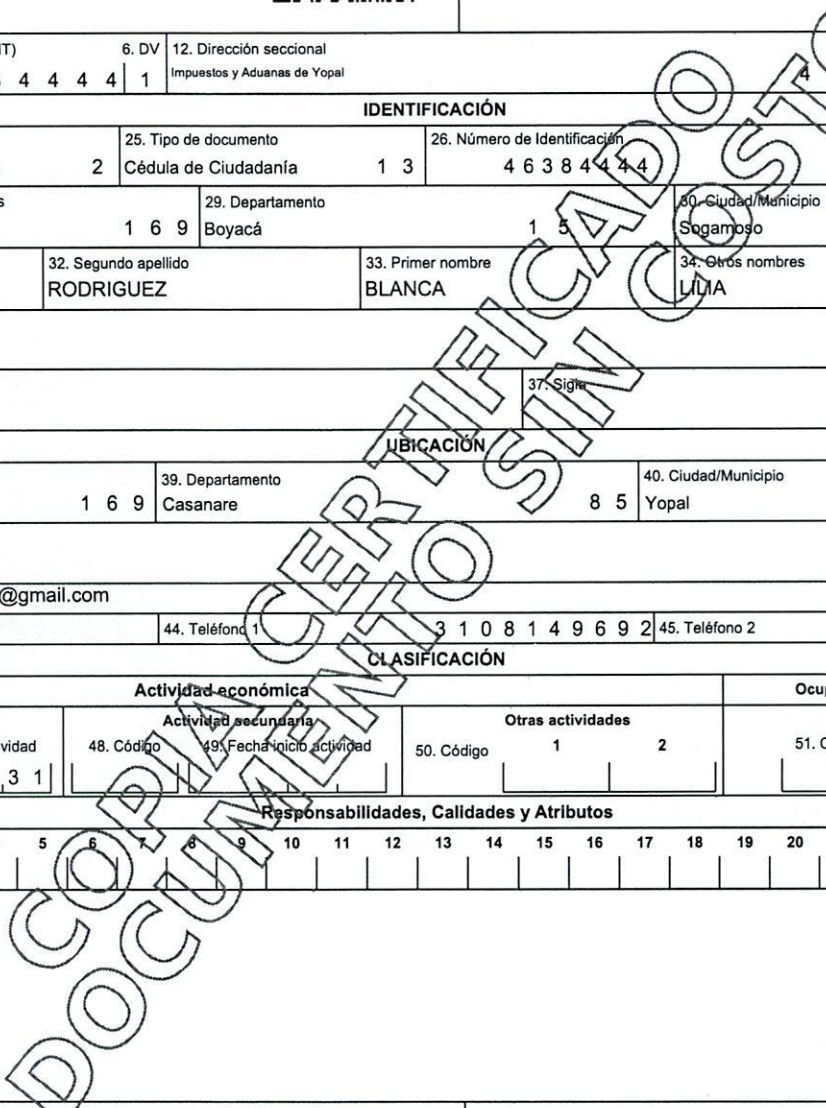 6. DV 12. Dirección seccional
4 4 4 4 1 Impuestos y Aduanas de Yopal 4
IDENTIFICACIÓN
25. Tipo de documento 26. Número de Identificación
2 Cédula de Ciudadanía 1 3 4 6 3 8 4 4 4 4
29. Departamento 30. Ciudad/Municipio
1 6 9 Boyacá 1 5 Sogamoso
32. Segundo apellido 33. Primer nombre 34. Otros nombres
RODRIGUEZ BLANCA LILIA
37. Sigla
UBICACIÓN
39. Departamento 40. Ciudad/Municipio
1 6 9 Casanare 8 5 Yopal
@gmail.com
44. Teléfono 1 3 1 0 8 1 4 9 6 9 2 45. Teléfono 2
CLASIFICACIÓN
Actividad económica
Actividad secundaria Otras actividades
48. Código 49. Fecha inicio actividad 50. Código 1 2 51.
3 1
Responsabilidades, Calidades y Atributos
5 6 7 8 9 10 11 12 13 14 15 16 17 18 19 20
COPIA CERTIFICADO
DOCUMENTO SIN COSTO